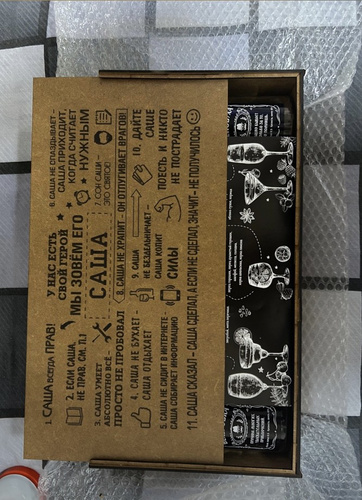 1. САША ВСЕГДА ПРАВ!
2. ЕСЛИ САША
НЕ ПРАВ, СМ. П.1
3. САША УМЕЕТ
АБСОЛЮТНО ВСЁ -
ПРОСТО НЕ ПРОБОВАЛ
4. САША НЕ БУХАЕТ -
САША ОТДЫХАЕТ
5. САША НЕ СИДИТ В ИНТЕРНЕТЕ -
САША СОБИРАЕТ ИНФОРМАЦИЮ
У НАС ЕСТЬ
СВОЙ ГЕРОЙ
МЫ ЗОВЁМ ЕГО
САША
6. САША НЕ ОПАЗДЫВАЕТ -
САША ПРИХОДИТ,
КОГДА СЧИТАЕТ
НУЖНЫМ
7. СОН САШИ
ЭТО СВЯТОЕ!
8. САША НЕ ХРАПИТ - ОН ОТПУГИВАЕТ ВРАГОВ!
9. САША
НЕ БЕЗДЕЛЬНИЧАЕТ -
САША КОПИТ
СИЛЫ
10. ДАЙТЕ
САШЕ
ПОЕСТЬ И НИКТО
НЕ ПОСТРАДАЕТ
11. САША СКАЗАЛ - САША СДЕЛАЛ, А ЕСЛИ НЕ СДЕЛАЛ, ЗНАЧИТ - НЕ ПОЛУЧИЛОСЬ